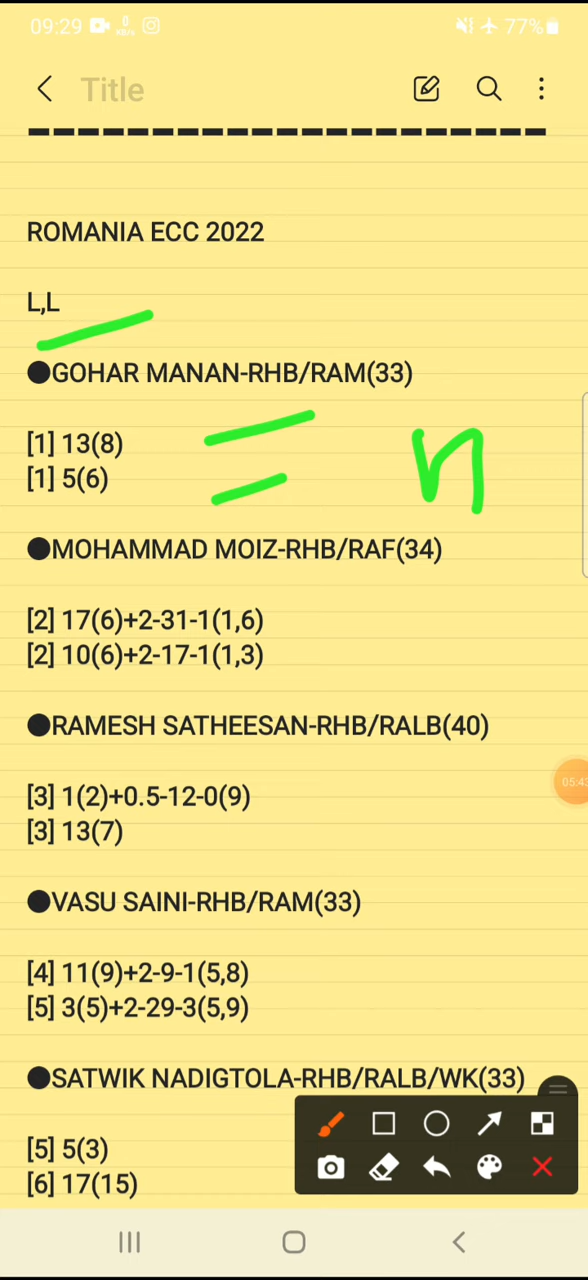 09:29
0
KB/s
77%
Title
ROMANIA ECC 2022
L,L
●GOHAR MANAN-RHB/RAM(33)
[1] 13(8)
[1] 5(6)
n
●MOHAMMAD MOIZ-RHB/RAF(34)
[2] 17(6)+2-31-1(1,6)
[2] 10(6)+2-17-1(1,3)
●RAMESH SATHEESAN-RHB/RALB(40)
[3] 1(2)+0.5-12-0(9)
05:43
[3] 13(7)
●VASU SAINI-RHB/RAM(33)
[4] 11(9)+2-9-1(5,8)
[5] 3(5)+2-29-3(5,9)
●SATWIK NADIGTOLA-RHB/RALB/WK(33)
[5] 5(3)
[6] 17(15)